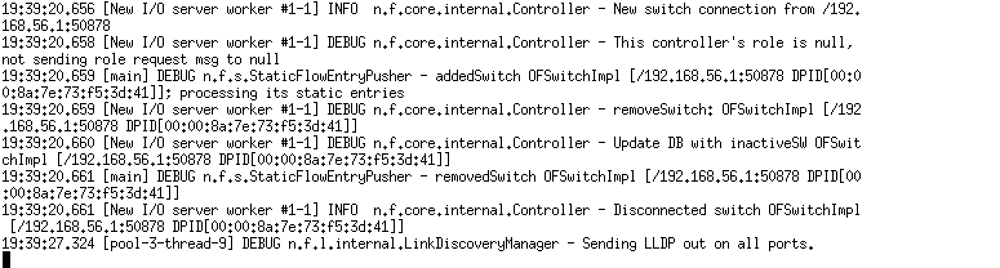 19:39:20.656 [New I/O server worker #1-1] INFO  n.f.core.internal.Controller - New switch connection from /192.
168.56.1:50878
19:39:20.658 [New I/O server worker #1-1] DEBUG n.f.core.internal.Controller - This controller's role is null,
not sending role request msg to null
19:39:20.659 [main] DEBUG n.f.s.StaticFlowEntryPusher - addedSwitch OFSwitchImpl [/192.168.56.1:50878 DPID[00:0
0:8a:7e:73:f5:3d:41]]; processing its static entries
19:39:20.659 [New I/O server worker #1-1] DEBUG n.f.core.internal.Controller - removeSwitch: OFSwitchImpl [/192
.168.56.1:50878 DPID[00:00:8a:7e:73:f5:3d:41]]
19:39:20.660 [New I/O server worker #1-1] DEBUG n.f.core.internal.Controller - Update DB with inactiveSW OFSwit
chImpl [/192.168.56.1:50878 DPID[00:00:8a:7e:73:f5:3d:41]]
19:39:20.661 [main] DEBUG n.f.s.StaticFlowEntryPusher - removedSwitch OFSwitchImpl [/192.168.56.1:50878 DPID[00
:00:8a:7e:73:f5:3d:41]]
19:39:20.661 [New I/O server worker #1-1] INFO  n.f.core.internal.Controller - Disconnected switch OFSwitchImpl
 [/192.168.56.1:50878 DPID[00:00:8a:7e:73:f5:3d:41]]
19:39:27.324 [pool-3-thread-9] DEBUG n.f.l.internal.LinkDiscoveryManager - Sending LLDP out on all ports.